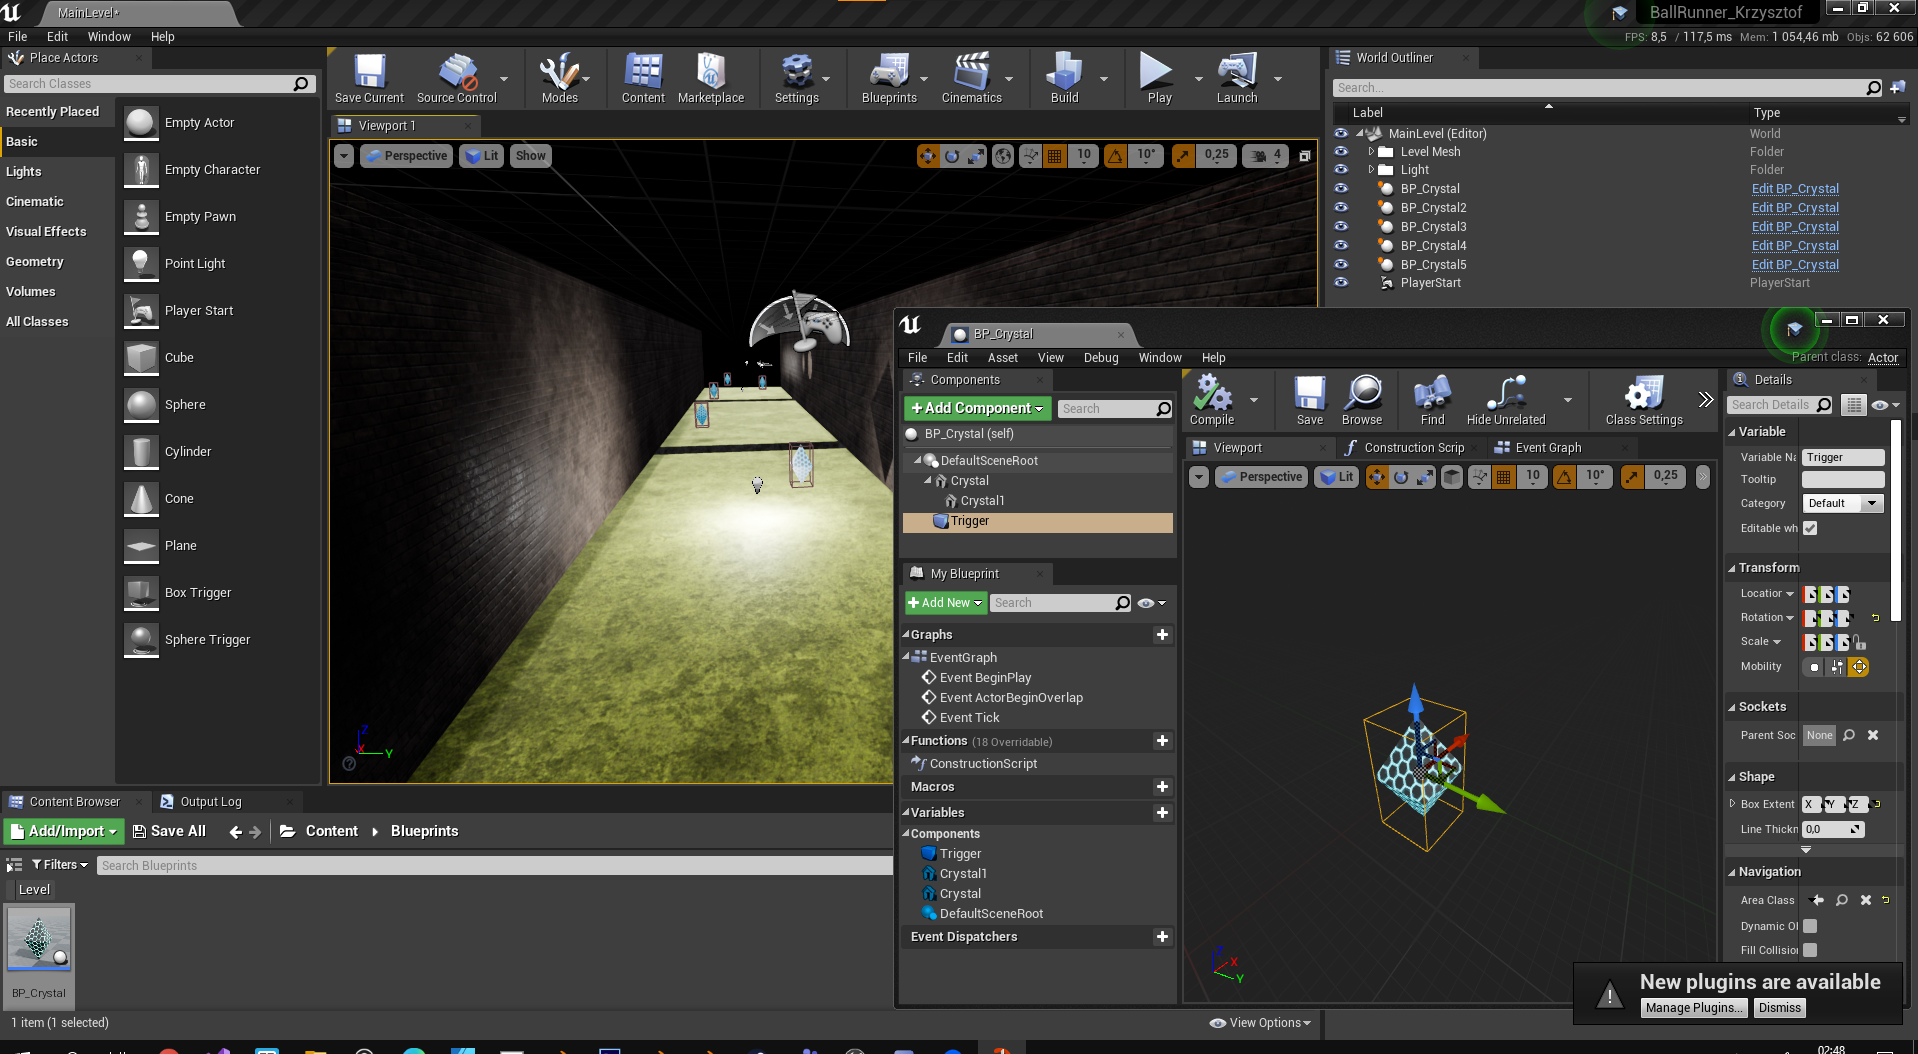 MainLevel*
BallRunner_Krzysztof
File Edit Window Help
FPS: 8,5 / 117,5 ms Mem: 1 054,46 mb Objs: 62 606
Place Actors
Search Classes
Recently Placed
Basic
Lights
Cinematic
Visual Effects
Geometry
Volumes
All Classes
Empty Actor
Empty Character
Empty Pawn
Point Light
Player Start
Cube
Sphere
Cylinder
Cone
Plane
Box Trigger
Sphere Trigger
Save Current Source Control Modes Content Marketplace Settings Blueprints Cinematics Build Play Launch
Viewport 1
Perspective Lit Show 10 10° 0,25 4
Z
X
Y
World Outliner
Search...
Label Type
MainLevel (Editor) World
Level Mesh Folder
Light Folder
BP_Crystal Edit BP_Crystal
BP_Crystal2 Edit BP_Crystal
BP_Crystal3 Edit BP_Crystal
BP_Crystal4 Edit BP_Crystal
BP_Crystal5 Edit BP_Crystal
PlayerStart PlayerStart
BP_Crystal
File Edit Asset View Debug Window Help
Parent class: Actor
Components
+Add Component Search
BP_Crystal (self)
DefaultSceneRoot
Crystal
Crystal1
Trigger
My Blueprint
+Add New Search
Graphs
EventGraph
Event BeginPlay
Event ActorBeginOverlap
Event Tick
Functions (18 Overridable)
ConstructionScript
Macros
Variables
Components
Trigger
Crystal1
Crystal
DefaultSceneRoot
Event Dispatchers
Compile Save Browse Find Hide Unrelated Class Settings
Viewport Construction Scrip Event Graph
Perspective Lit 10 10° 0,25
Z
X
Y
Details
Search Details
Variable
Variable Na Trigger
Tooltip
Category Default
Editable wh
Transform
Location
Rotation
Scale
Mobility
Sockets
Parent Soc None
Shape
Box Extent X Y Z
Line Thickn 0,0
Navigation
Area Class
Dynamic Ol
Fill Collision
Content Browser Output Log
Add/Import Save All Content Blueprints
Filters Search Blueprints
Level
BP_Crystal
1 item (1 selected)
View Options
New plugins are available
Manage Plugins... Dismiss
02:48